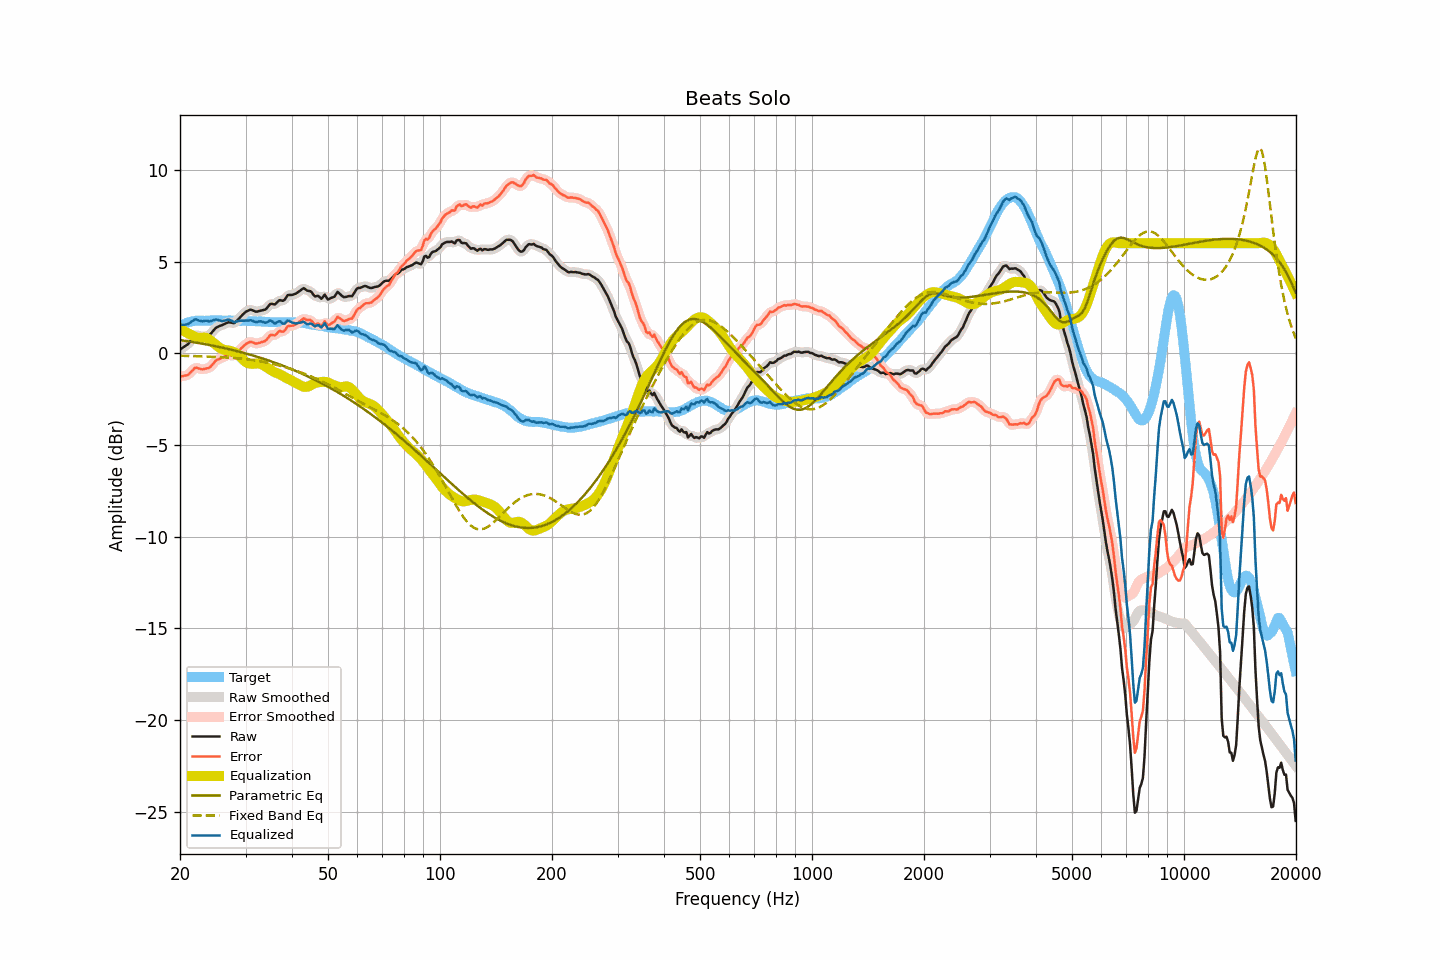 Beats Solo
Amplitude (dBr)
10
5
0
−5
−10
−15
−20
−25
Target
Raw Smoothed
Error Smoothed
Raw
Error
Equalization
Parametric Eq
Fixed Band Eq
Equalized
20 50 100 200 500 1000 2000 5000 10000 20000
Frequency (Hz)